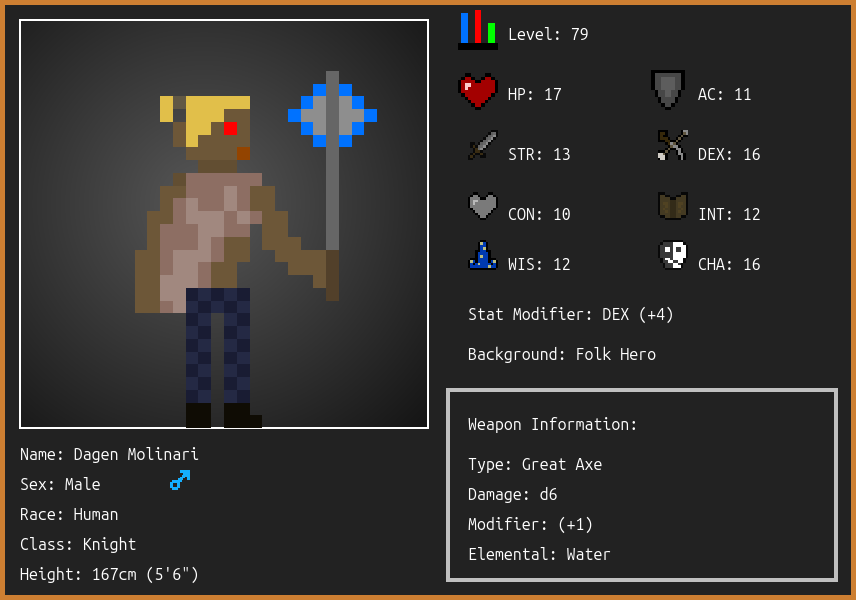 Level: 79
HP: 17
AC: 11
STR: 13
DEX: 16
CON: 10
INT: 12
WIS: 12
CHA: 16
Stat Modifier: DEX (+4)
Background: Folk Hero
Weapon Information:
Type: Great Axe
Damage: d6
Modifier: (+1)
Elemental: Water
Name: Dagen Molinari
Sex: Male
Race: Human
Class: Knight
Height: 167cm (5'6")